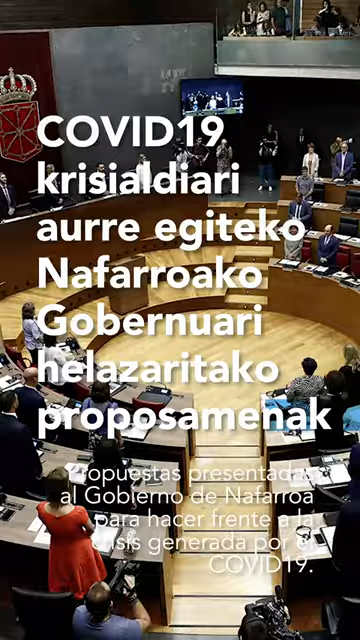 COVID19
krisialdiari
aurre egiteko
Nafarroako
Gobernuari
helazaritako
proposamenak
Propuestas presentadas
al Gobierno de Nafarroa
para hacer frente a la
crisis generada por el
COVID19.